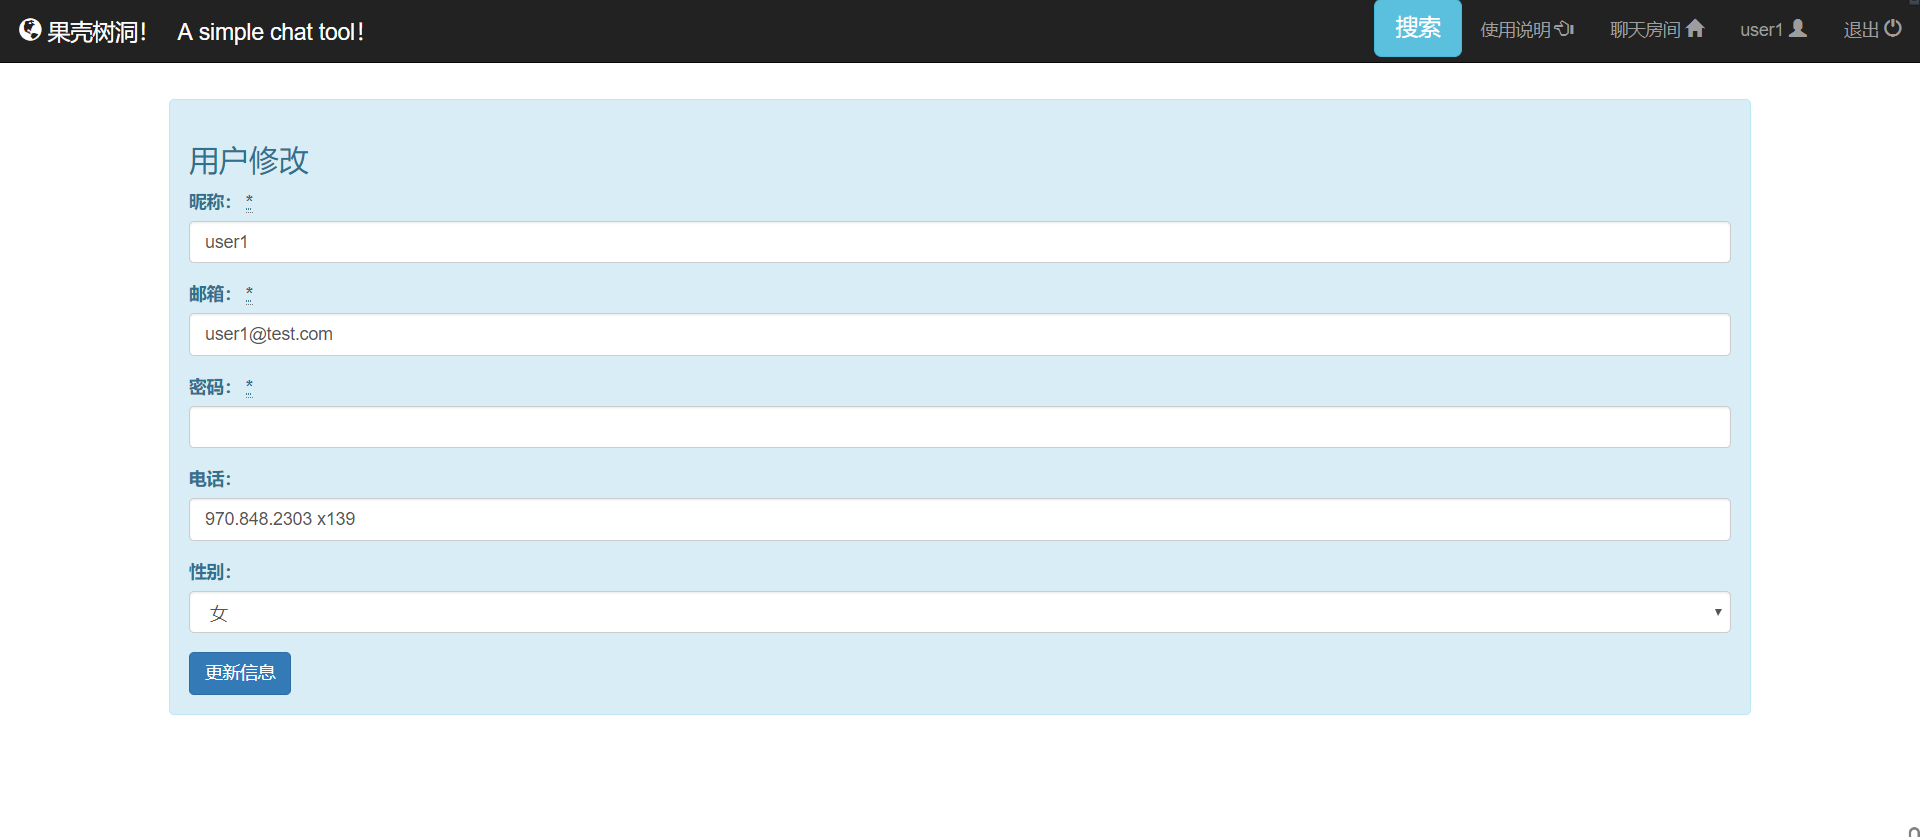 果壳树洞! A simple chat tool! 搜索 使用说明 聊天房间 user1 退出
用户修改
昵称: *
user1
邮箱: *
user1@test.com
密码: *
电话:
970.848.2303 x139
性别:
女
更新信息